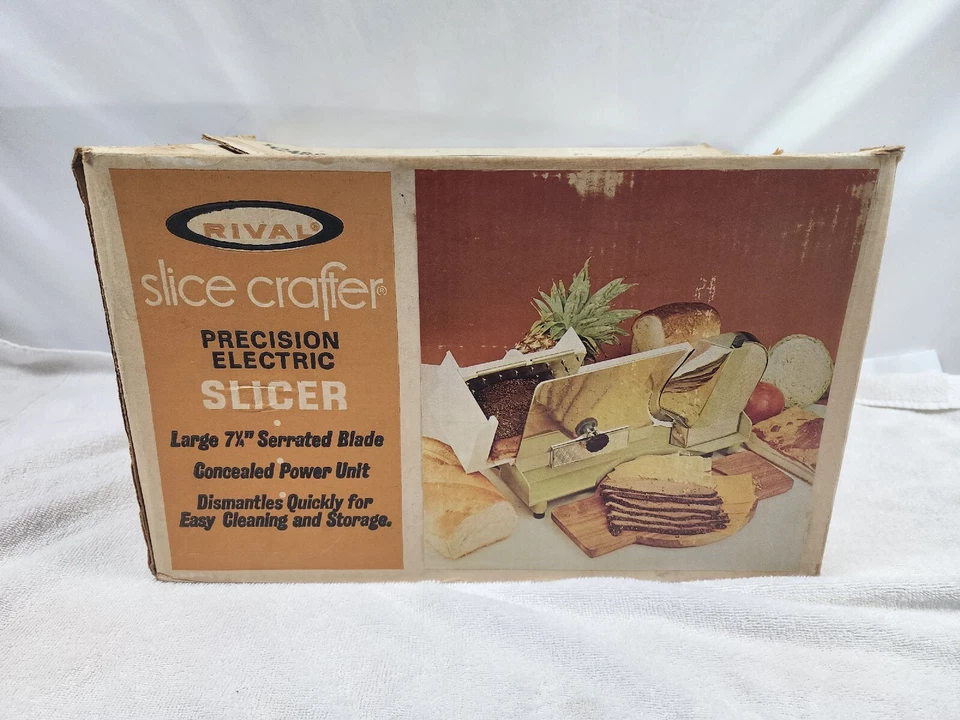 RIVAL®
slice crafter®
PRECISION
ELECTRIC
SLICER
Large 7½" Serrated Blade
Concealed Power Unit
Dismantles Quickly for
Easy Cleaning and Storage.